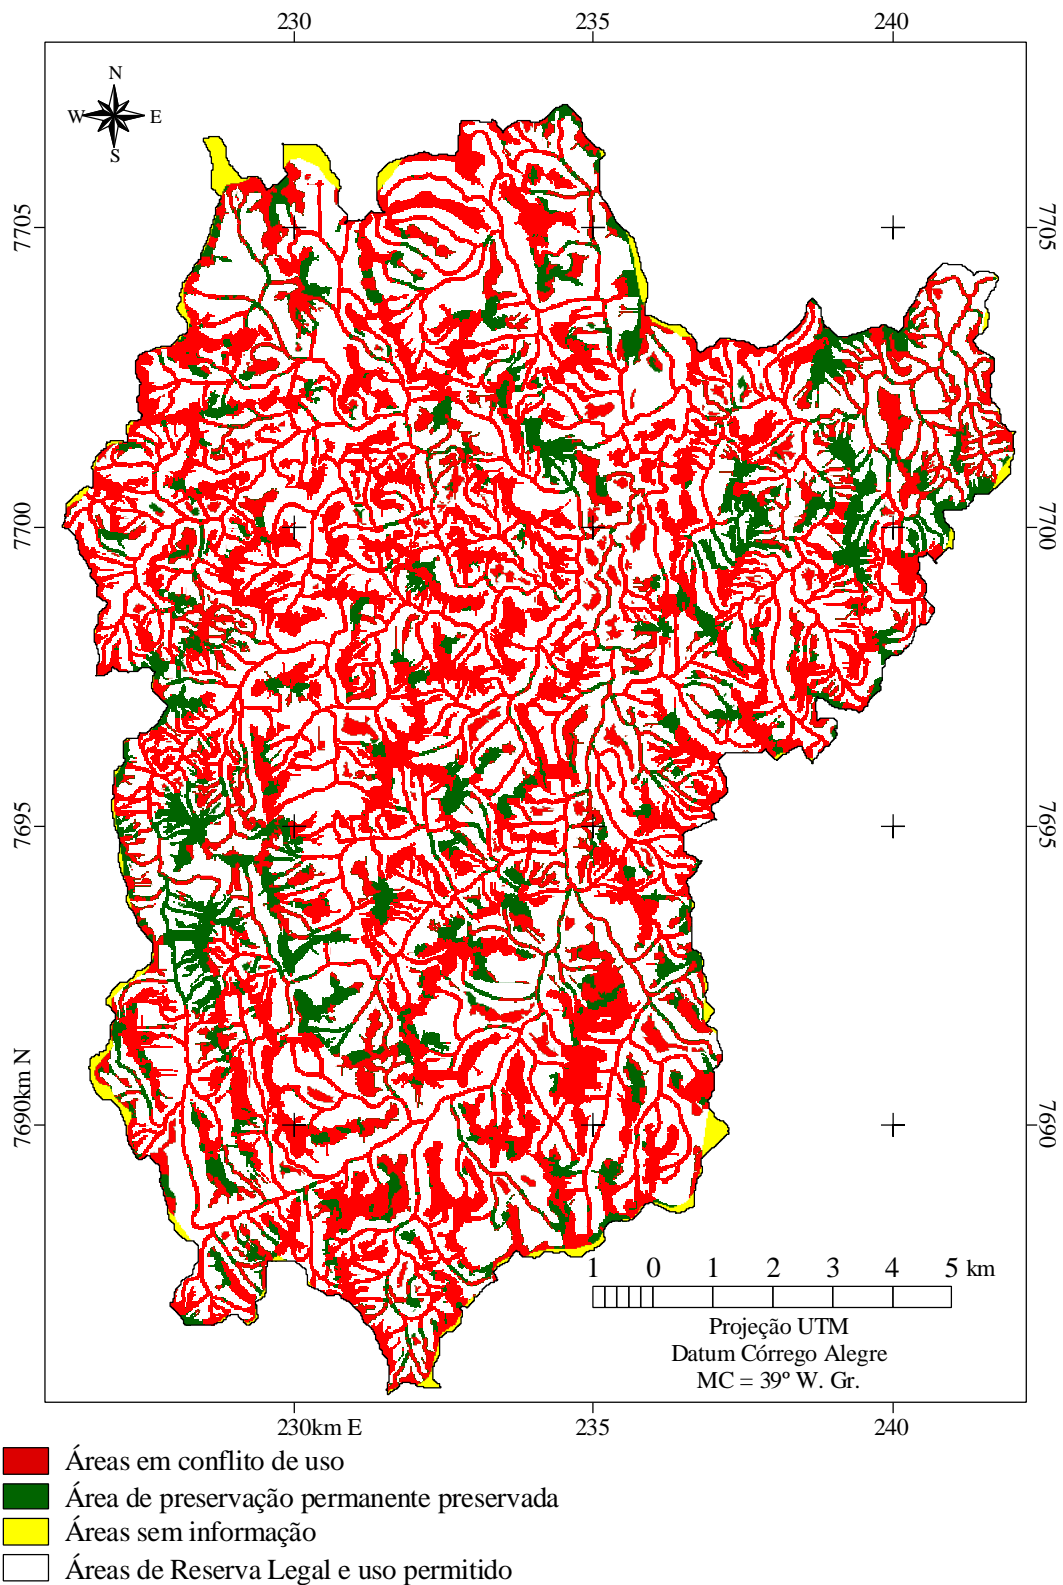 230 235 240
N
W E
S
7705 7705
7700 7700
7695 7695
7690km N 7690
1 0 1 2 3 4 5 km
Projeção UTM
Datum Córrego Alegre
MC = 39º W. Gr.
230km E 235 240
Áreas em conflito de uso
Área de preservação permanente preservada
Áreas sem informação
Áreas de Reserva Legal e uso permitido